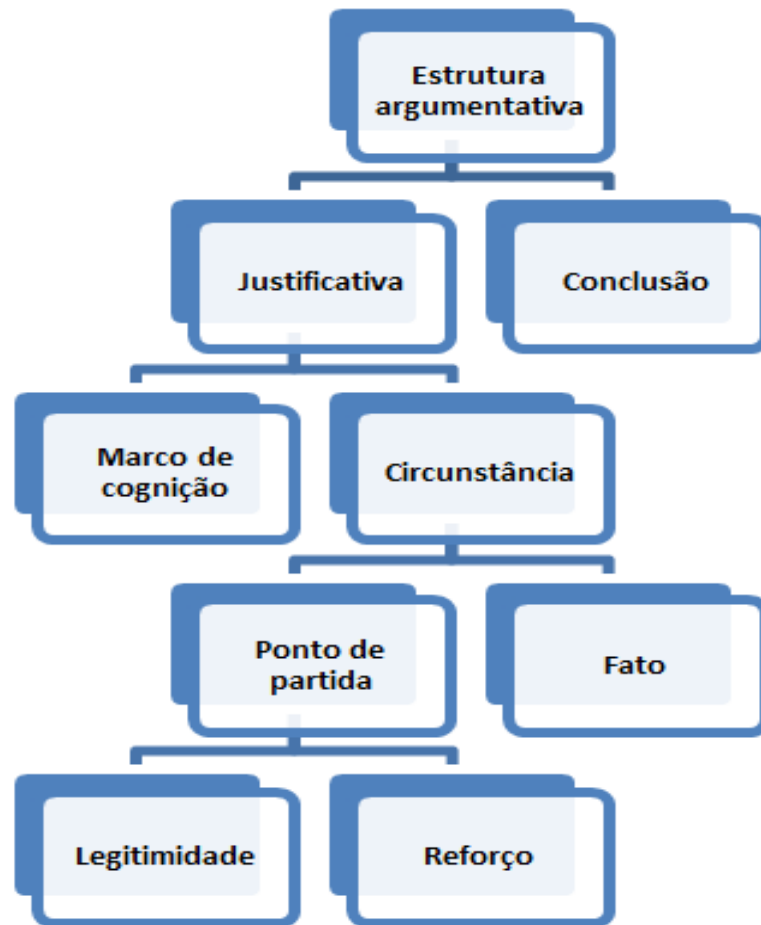 Estrutura
argumentativa
Justificativa
Conclusão
Marco de
cognição
Circunstância
Ponto de
partida
Fato
Legitimidade
Reforço